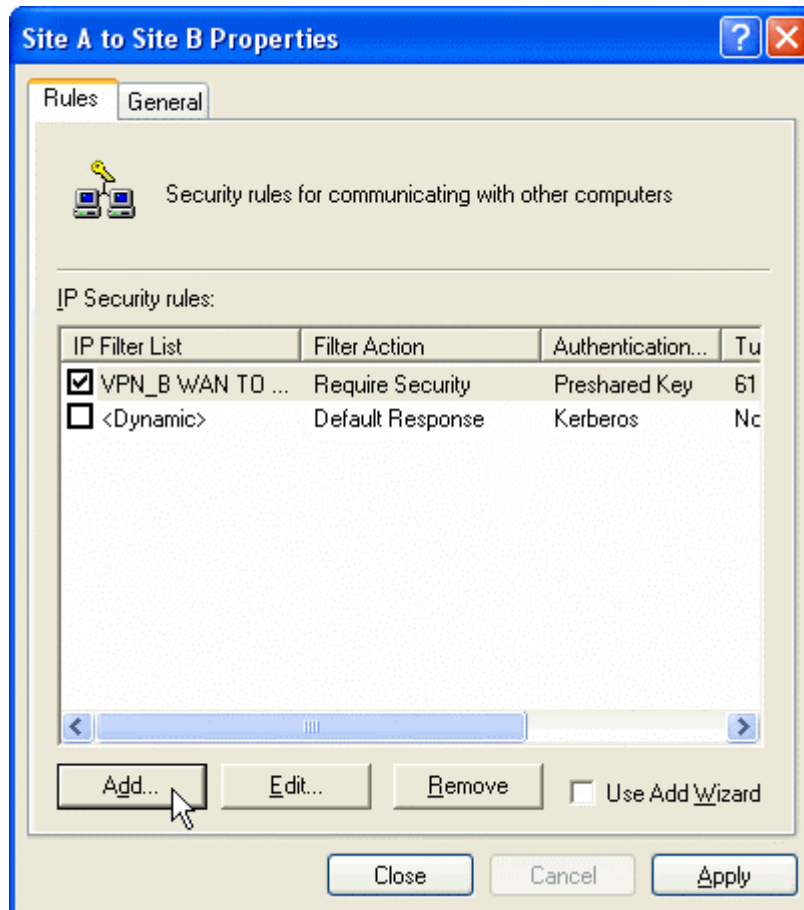 Site A to Site B Properties
Rules General
Security rules for communicating with other computers
IP Security rules:
IP Filter List Filter Action Authentication... Tu
VPN_B WAN TO ... Require Security Preshared Key 61
<Dynamic> Default Response Kerberos Nc
Add... Edit... Remove Use Add Wizard
Close Cancel Apply